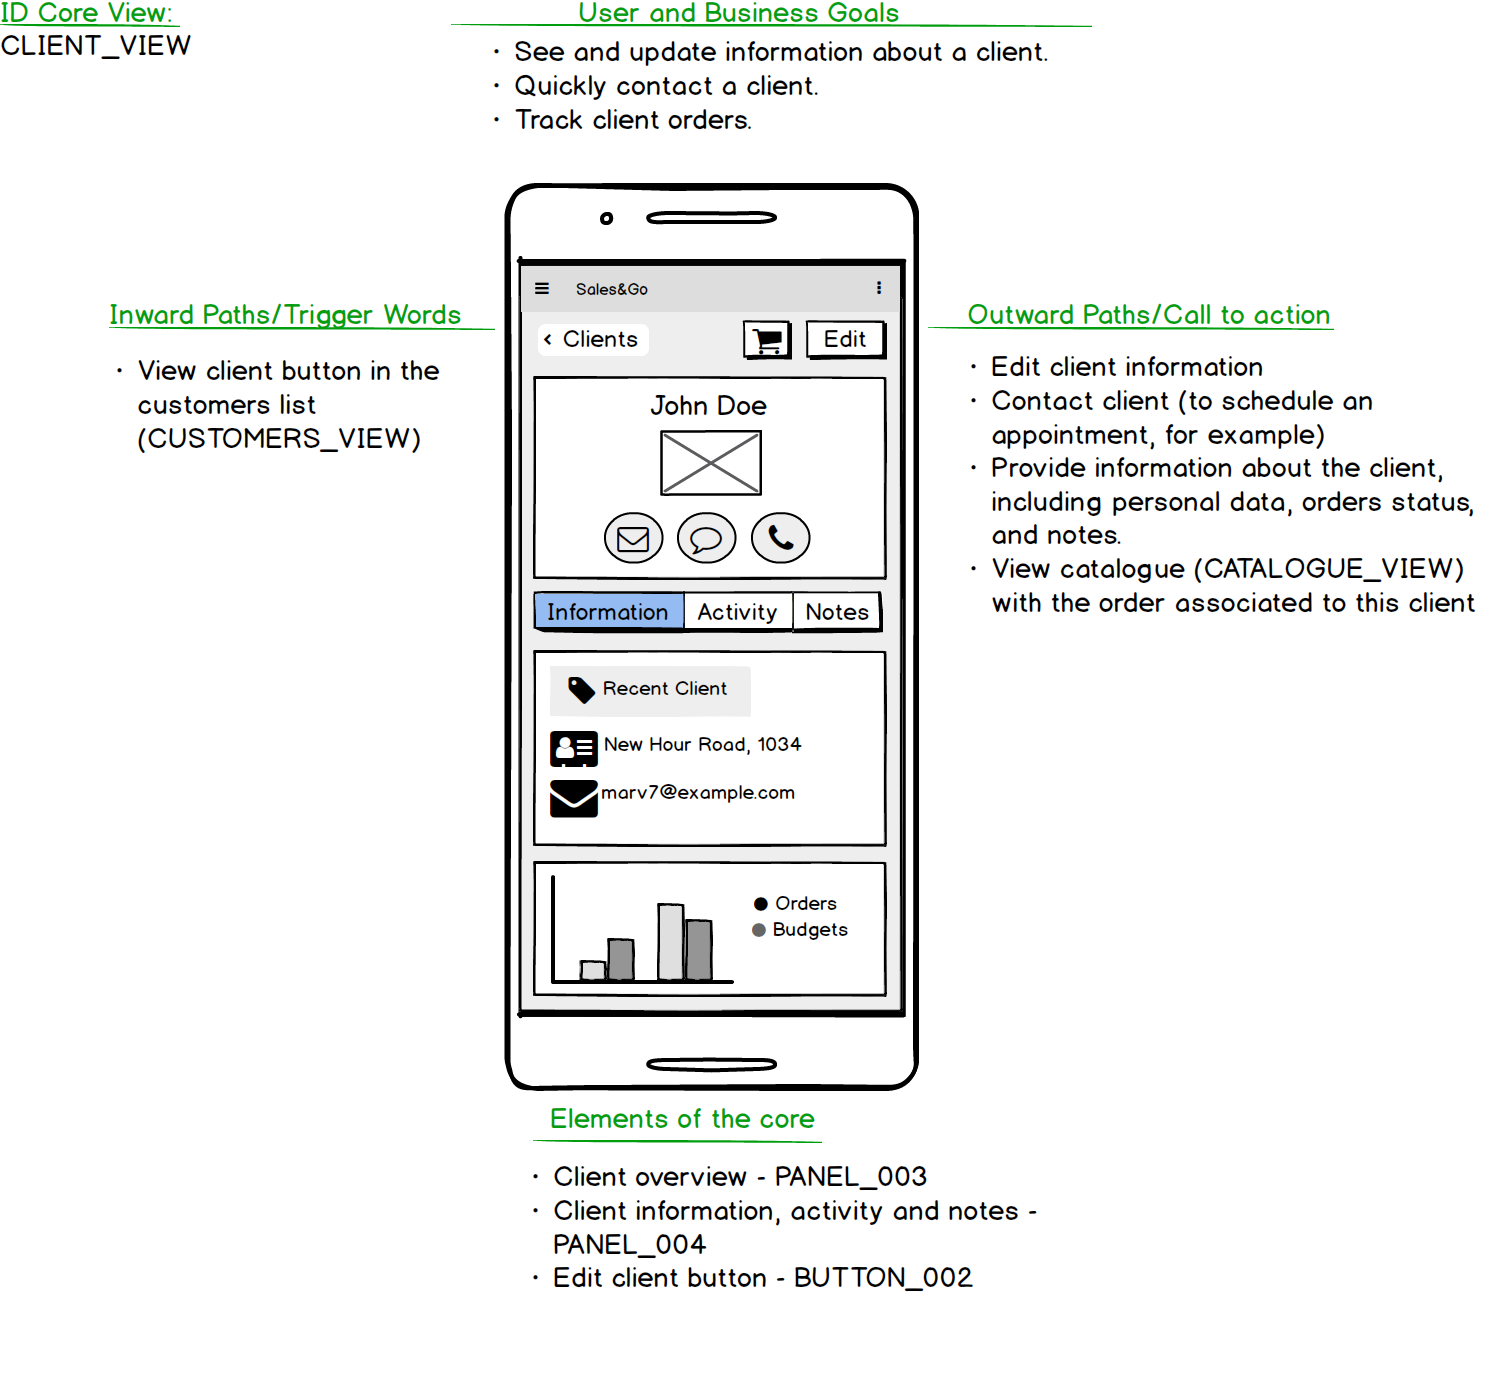 ID Core View:
CLIENT_VIEW
User and Business Goals
· See and update information about a client.
· Quickly contact a client.
· Track client orders.
Inward Paths/Trigger Words
· View client button in the
customers list
(CUSTOMERS_VIEW)
Sales&Go
Clients
Edit
John Doe
Information
Activity
Notes
Recent Client
New Hour Road, 1034
marv7@example.com
Orders
Budgets
Outward Paths/Call to action
· Edit client information
· Contact client (to schedule an
appointment, for example)
· Provide information about the client,
including personal data, orders status,
and notes.
· View catalogue (CATALOGUE_VIEW)
with the order associated to this client
Elements of the core
· Client overview - PANEL_003
· Client information, activity and notes -
PANEL_004
· Edit client button - BUTTON_002